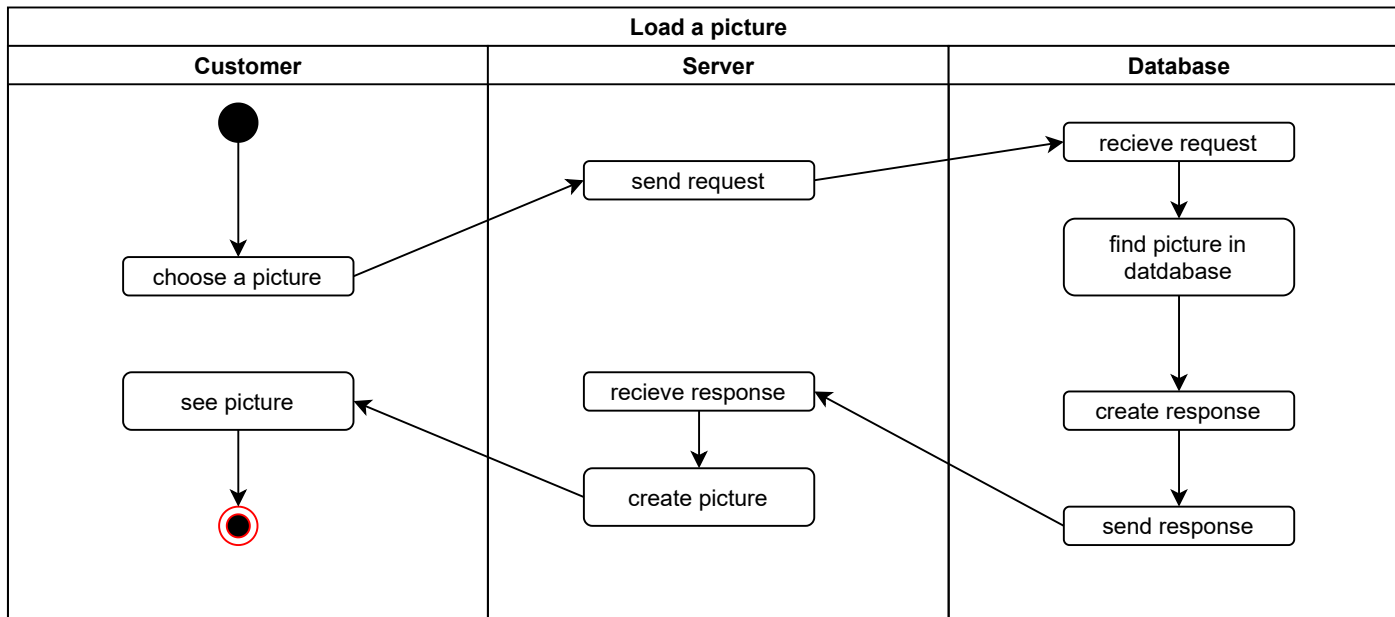 Load a picture
Customer
Server
Database
choose a picture
send request
recieve request
find picture in
datdabase
create response
send response
recieve response
create picture
see picture